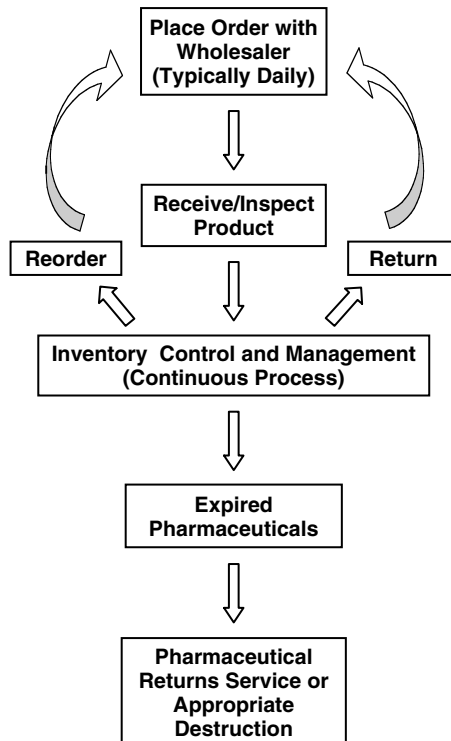 Place Order with
Wholesaler
(Typically Daily)
Receive/Inspect
Product
Reorder
Return
Inventory Control and Management
(Continuous Process)
Expired
Pharmaceuticals
Pharmaceutical
Returns Service or
Appropriate
Destruction